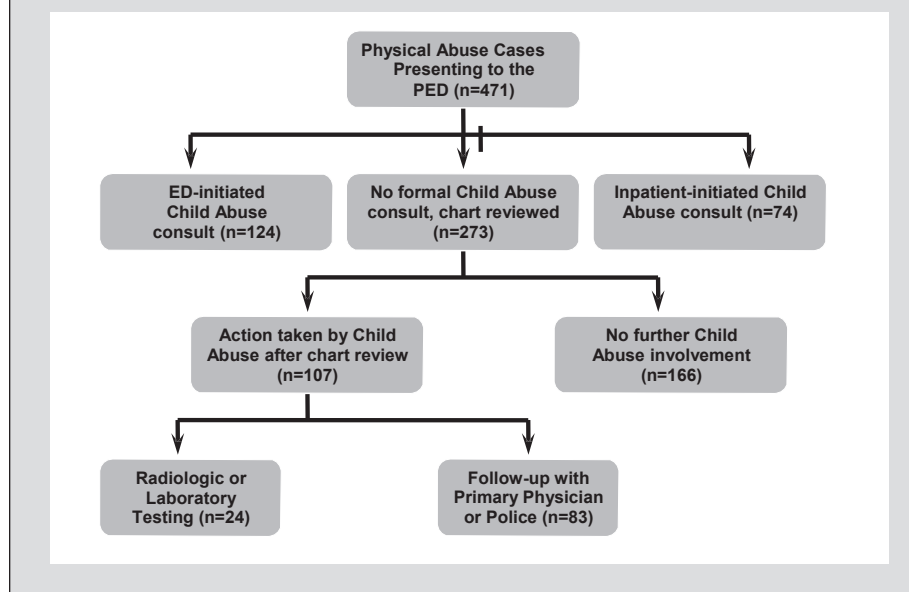 Physical Abuse Cases
Presenting to the
PED (n=471)
ED-initiated
Child Abuse
consult (n=124)
No formal Child Abuse
consult, chart reviewed
(n=273)
Inpatient-initiated Child
Abuse consult (n=74)
Action taken by Child
Abuse after chart review
(n=107)
No further Child
Abuse involvement
(n=166)
Radiologic or
Laboratory
Testing (n=24)
Follow-up with
Primary Physician
or Police (n=83)